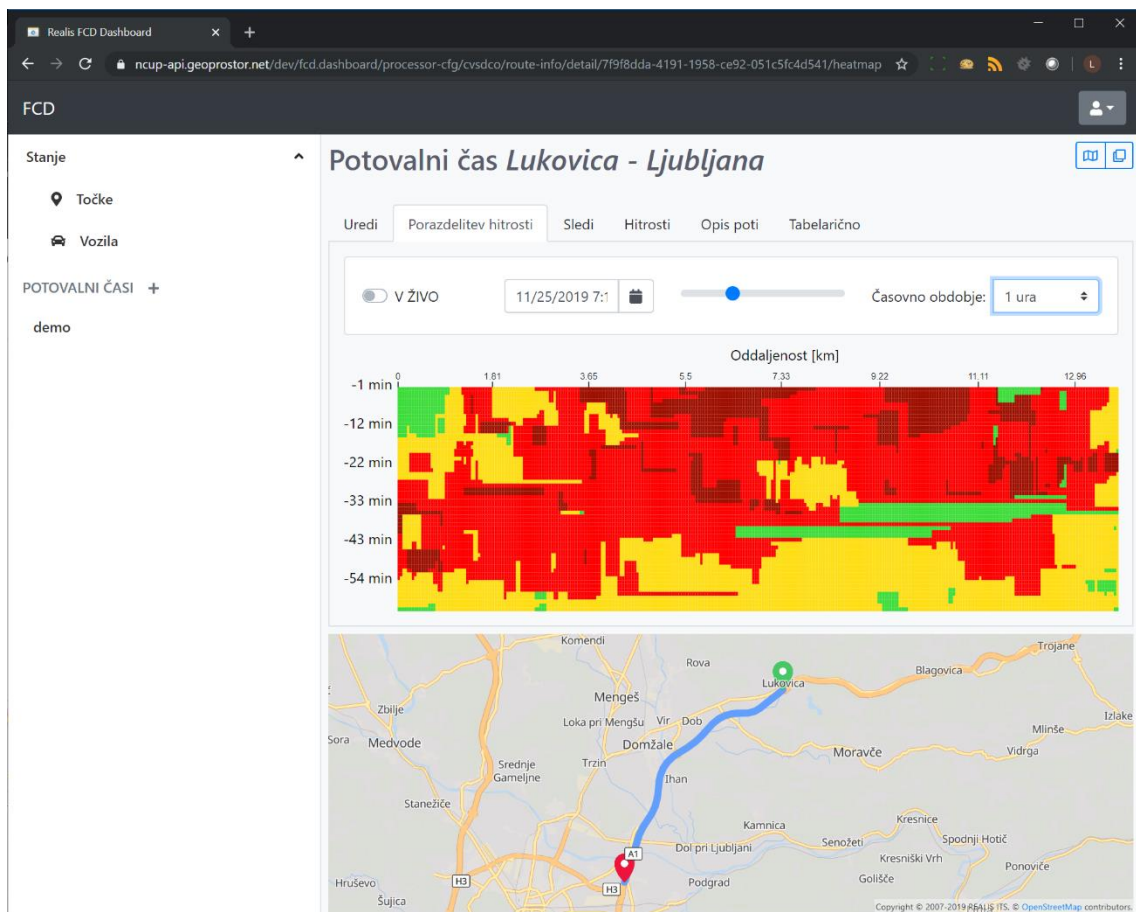 Realis FCD Dashboard
ncup-api.geoprostor.net/dev/fcd.dashboard/processor-cfg/cvsdco/route-info/detail/7f9f8dda-4191-1958-ce92-051c5fc4d541/heatmap
L
FCD
Stanje
Točke
Vozila
POTOVALNI ČASI +
demo
Potovalni čas Lukovica - Ljubljana
Uredi Porazdelitev hitrosti Sledi Hitrosti Opis poti Tabelarično
V ŽIVO 11/25/2019 7:1 Časovno obdobje: 1 ura
Oddaljenost [km]
0 1.81 3.65 5.5 7.33 9.22 11.11 12.96
-1 min
-12 min
-22 min
-33 min
-43 min
-54 min
Komendi
Trojane
Rova
Blagovica
Lukovica
Mengeš
Zbilje
Izlake
Loka pri Mengšu Vir Dob
Mlinše
Sora Medvode
Domžale
Moravče
Vidrga
Srednje
Gameljne
Trzin
Ihan
Stanežiče
Kamnica
Kresnice
Senožeti
Spodnji Hotič
A1
Dol pri Ljubljani
Kresniški Vrh
Ponoviče
Hruševo
H3
H3
Podgrad
Golišče
Šujica
Copyright © 2007-2019 REALIS ITS, © OpenStreetMap contributors.